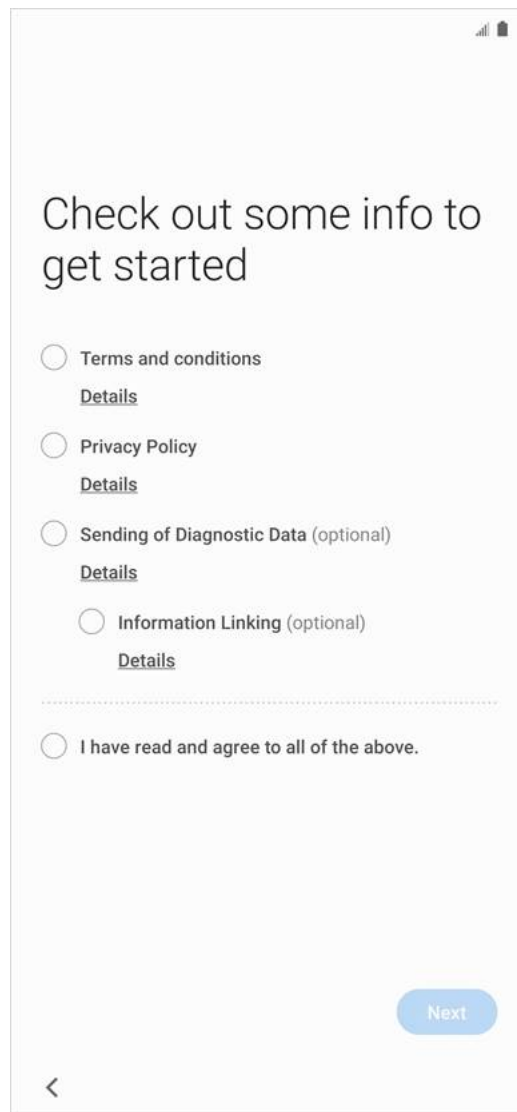 Check out some info to
get started
Terms and conditions
Details
Privacy Policy
Details
Sending of Diagnostic Data (optional)
Details
Information Linking (optional)
Details
I have read and agree to all of the above.
Next